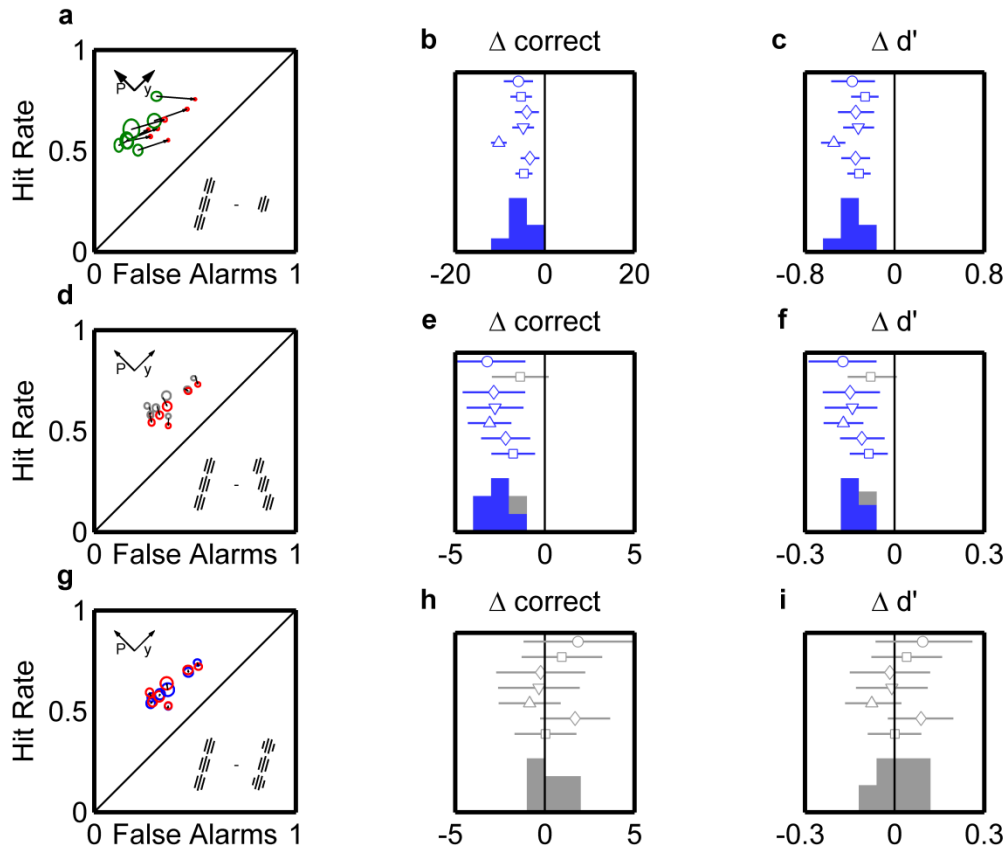 a
1
P y
0.5
Hit Rate
-
0
0 False Alarms 1
b
Δ correct
-20 0 20
c
Δ d'
-0.8 0 0.8
d
1
P y
0.5
Hit Rate
-
0
0 False Alarms 1
e
Δ correct
-5 0 5
f
Δ d'
-0.3 0 0.3
g
1
P y
0.5
Hit Rate
-
0
0 False Alarms 1
h
Δ correct
-5 0 5
i
Δ d'
-0.3 0 0.3